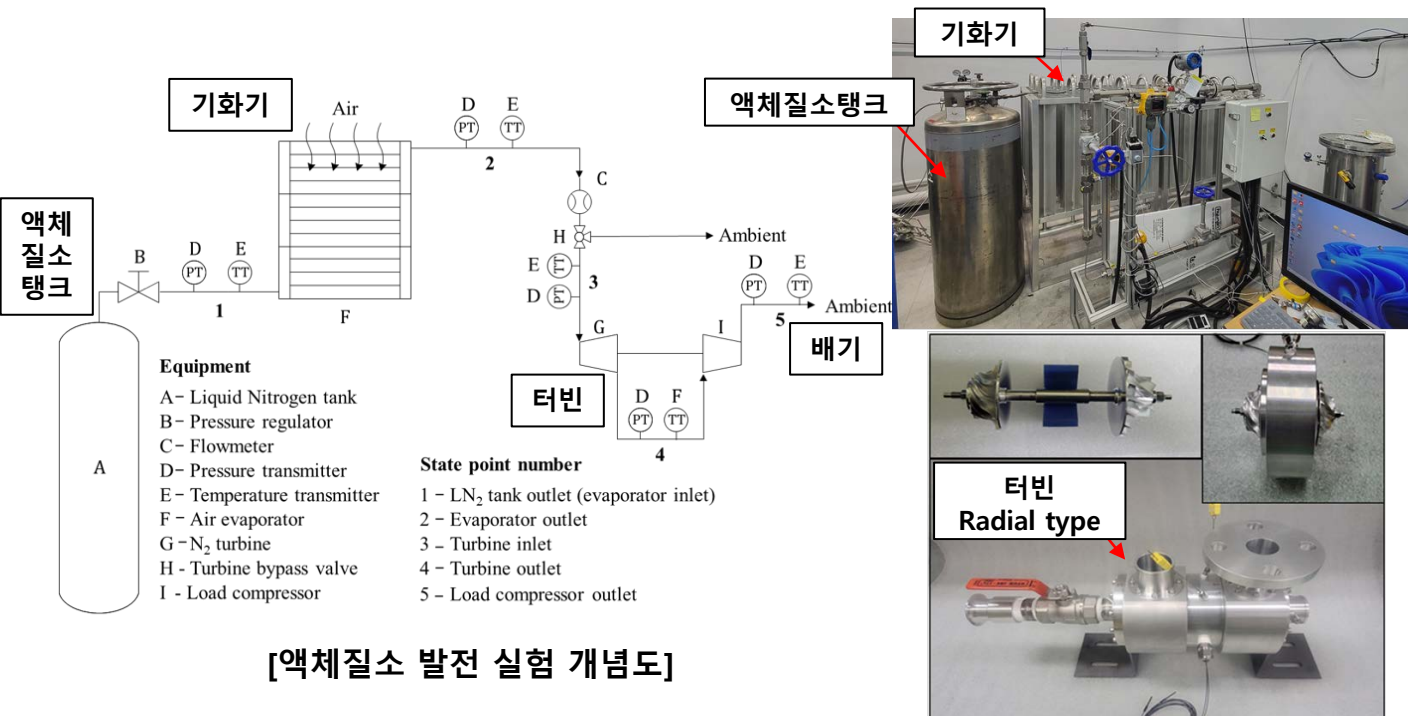 기화기
Air
액체
질소
탱크
B
D
PT
E
TT
1
F
D
PT
E
TT
2
C
H
Ambient
E
TT
3
D
PT
G
I
D
PT
E
TT
5
Ambient
배기
터빈
D
PT
F
TT
4
A
Equipment
A - Liquid Nitrogen tank
B - Pressure regulator
C - Flowmeter
D - Pressure transmitter
E - Temperature transmitter
F - Air evaporator
G - N₂ turbine
H - Turbine bypass valve
I - Load compressor
State point number
1 - LN₂ tank outlet (evaporator inlet)
2 - Evaporator outlet
3 - Turbine inlet
4 - Turbine outlet
5 - Load compressor outlet
[액체질소 발전 실험 개념도]
기화기
액체질소탱크
터빈
Radial type